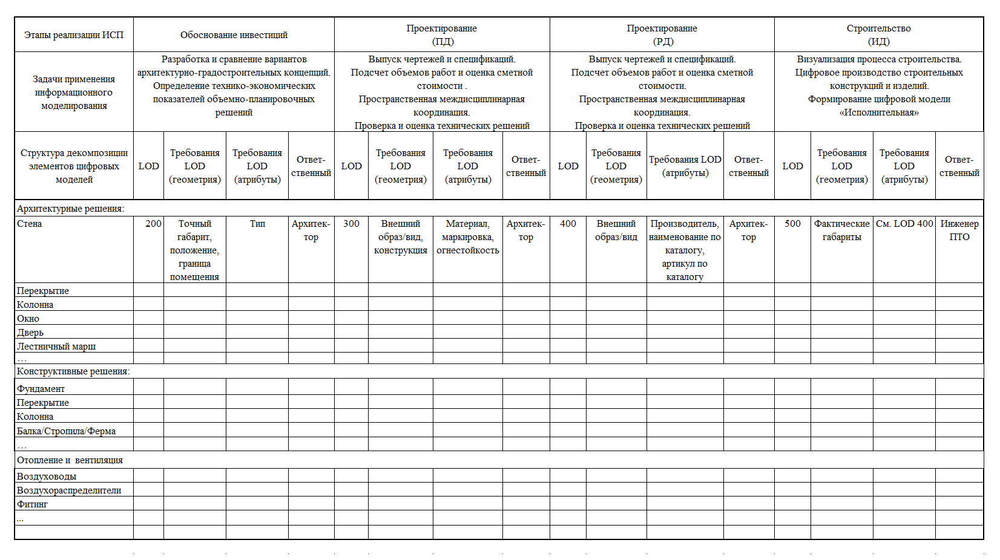 Этапы реализации ИСП
Обоснование инвестиций
Проектирование
(ПД)
Проектирование
(РД)
Строительство
(ИД)
Задачи применения
информационного
моделирования
Разработка и сравнение вариантов
архитектурно-градостроительных концепций.
Определение технико-экономических
показателей объемно-планировочных
решений
Выпуск чертежей и спецификаций.
Подсчет объемов работ и оценка сметной
стоимости .
Пространственная междисциплинарная
координация.
Проверка и оценка технических решений
Выпуск чертежей и спецификаций.
Подсчет объемов работ и оценка сметной
стоимости.
Пространственная междисциплинарная
координация.
Проверка и оценка технических решений
Визуализация процесса строительства.
Цифровое производство строительных
конструкций и изделий.
Формирование цифровой модели
«Исполнительная»
Структура декомпозиции
элементов цифровых
моделей
LOD
Требования
LOD
(геометрия)
Требования
LOD
(атрибуты)
Ответ-
ственный
LOD
Требования
LOD
(геометрия)
Требования
LOD
(атрибуты)
Ответ-
ственный
LOD
Требования
LOD
(геометрия)
Требования LOD
(атрибуты)
Ответ-
ственный
LOD
Требования
LOD
(геометрия)
Требования
LOD
(атрибуты)
Ответ-
ственный
Архитектурные решения:
Стена
200
Точный
габарит,
положение,
граница
помещения
Тип
Архитек-
тор
300
Внешний
образ/вид,
конструкция
Материал,
маркировка,
огнестойкость
Архитек-
тор
400
Внешний
образ/вид
Производитель,
наименование по
каталогу,
артикул по
каталогу
Архитек-
тор
500
Фактические
габариты
См. LOD 400
Инженер
ПТО
Перекрытие
Колонна
Окно
Дверь
Лестничный марш
…
Конструктивные решения:
Фундамент
Перекрытие
Колонна
Балка/Стропила/Ферма
…
Отопление и  вентиляция
Воздуховоды
Воздухораспределители
Фитинг
...